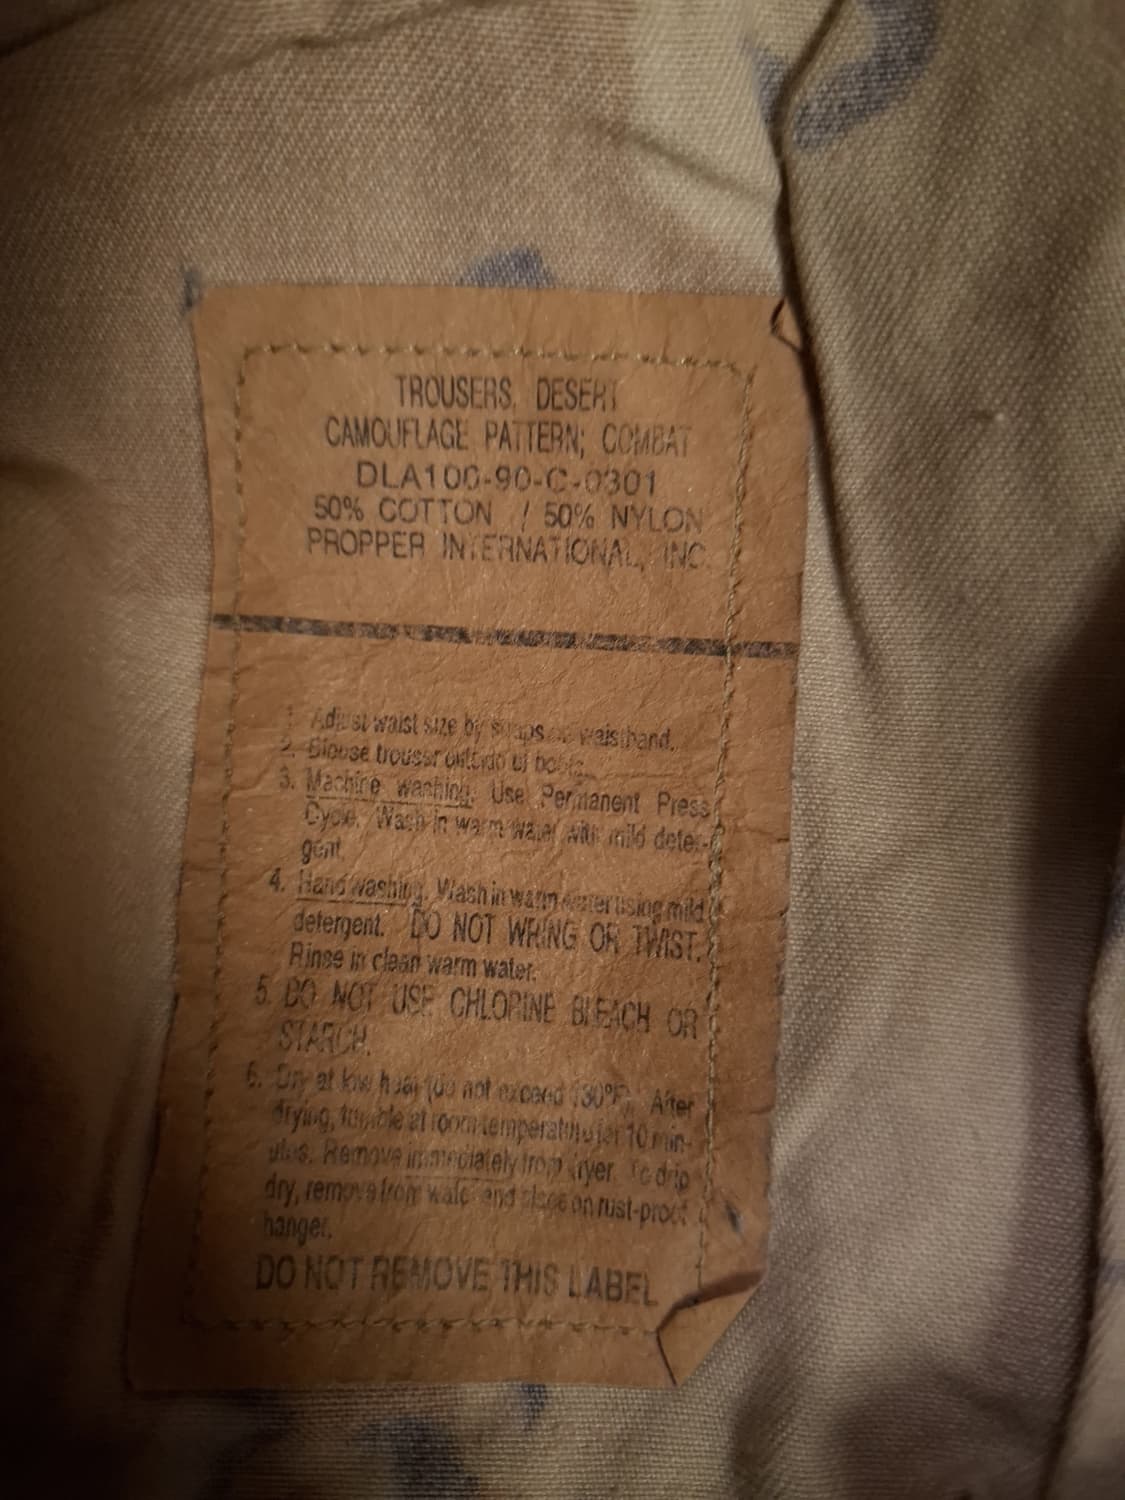 TROUSERS, DESERT
CAMOUFLAGE PATTERN; COMBAT
DLA100-90-C-0301
50% COTTON / 50% NYLON
PROPPER INTERNATIONAL, INC.
1. Adjust waist size by straps on waistband.
2. Blouse trouser outside of boots.
3. Machine washing. Use Permanent Press
Cycle. Wash in warm water with mild deter-
gent.
4. Hand washing. Wash in warm water using mild
detergent. DO NOT WRING OR TWIST.
Rinse in clean warm water.
5. DO NOT USE CHLORINE BLEACH OR
STARCH.
6. Dry at low heat (do not exceed 130°F). After
drying, tumble at room temperature for 10 min-
utes. Remove immediately from dryer. To drip
dry, remove from water and place on rust-proof
hanger.
DO NOT REMOVE THIS LABEL